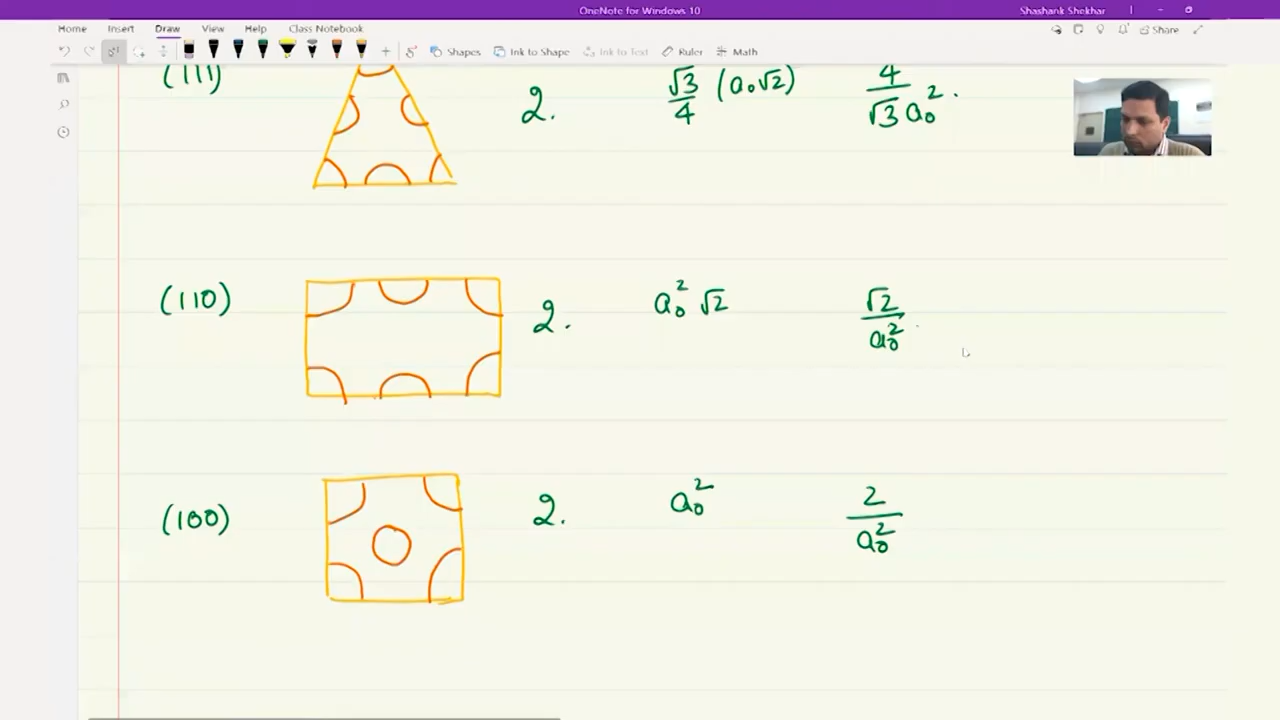 OneNote for Windows 10
Shashank Shekhar
Home Insert Draw View Help Class Notebook
Share
Shapes Ink to Shape Ink to Text Ruler Math
(111) 2. √3/4 (a₀√2) 4/√3a₀².
(110) 2. a₀²√2 √2/a₀².
(100) 2. a₀² 2/a₀²